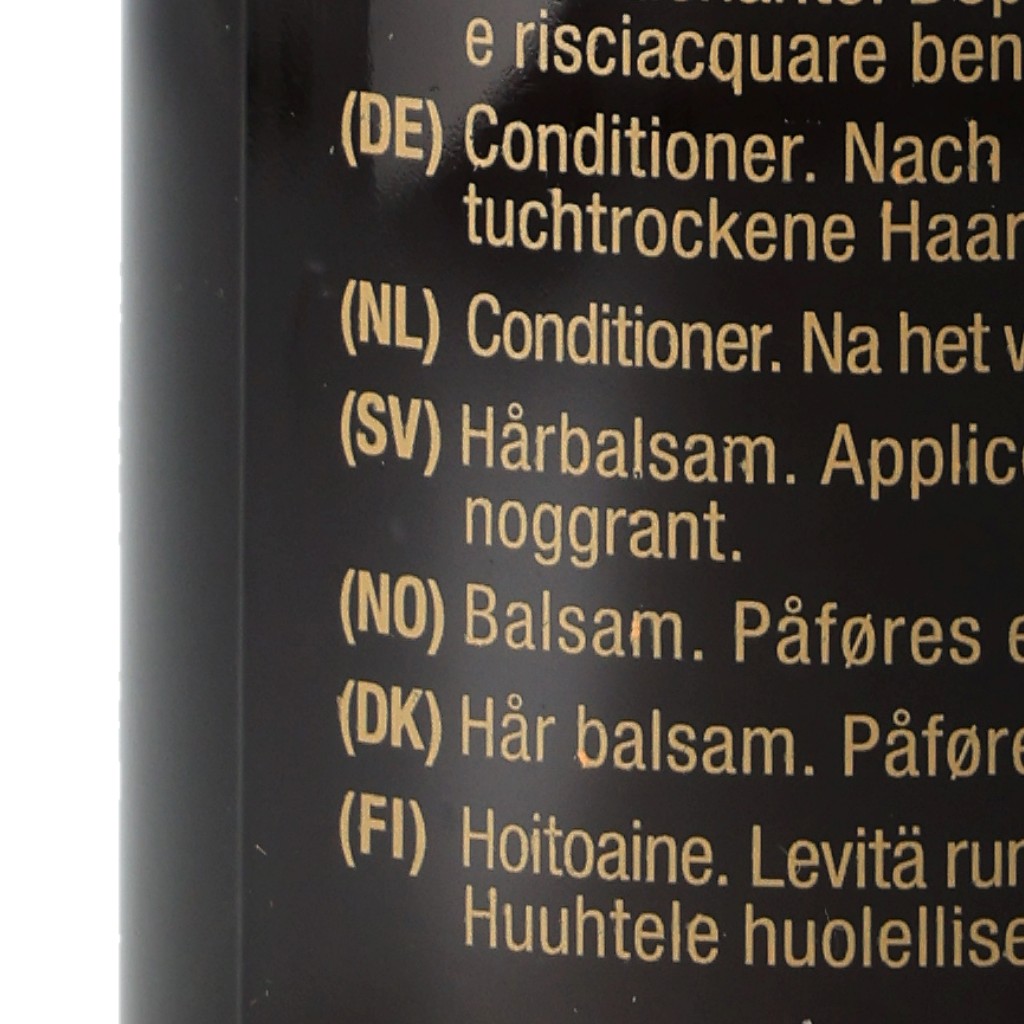 e risciacquare ben
(DE) Conditioner. Nach
tuchtrockene Haar
(NL) Conditioner. Na het
(SV) Hårbalsam. Applic
noggrant.
(NO) Balsam. Påføres
(DK) Hår balsam. Påføre
(FI) Hoitoaine. Levitä
Huuhtele huolellise